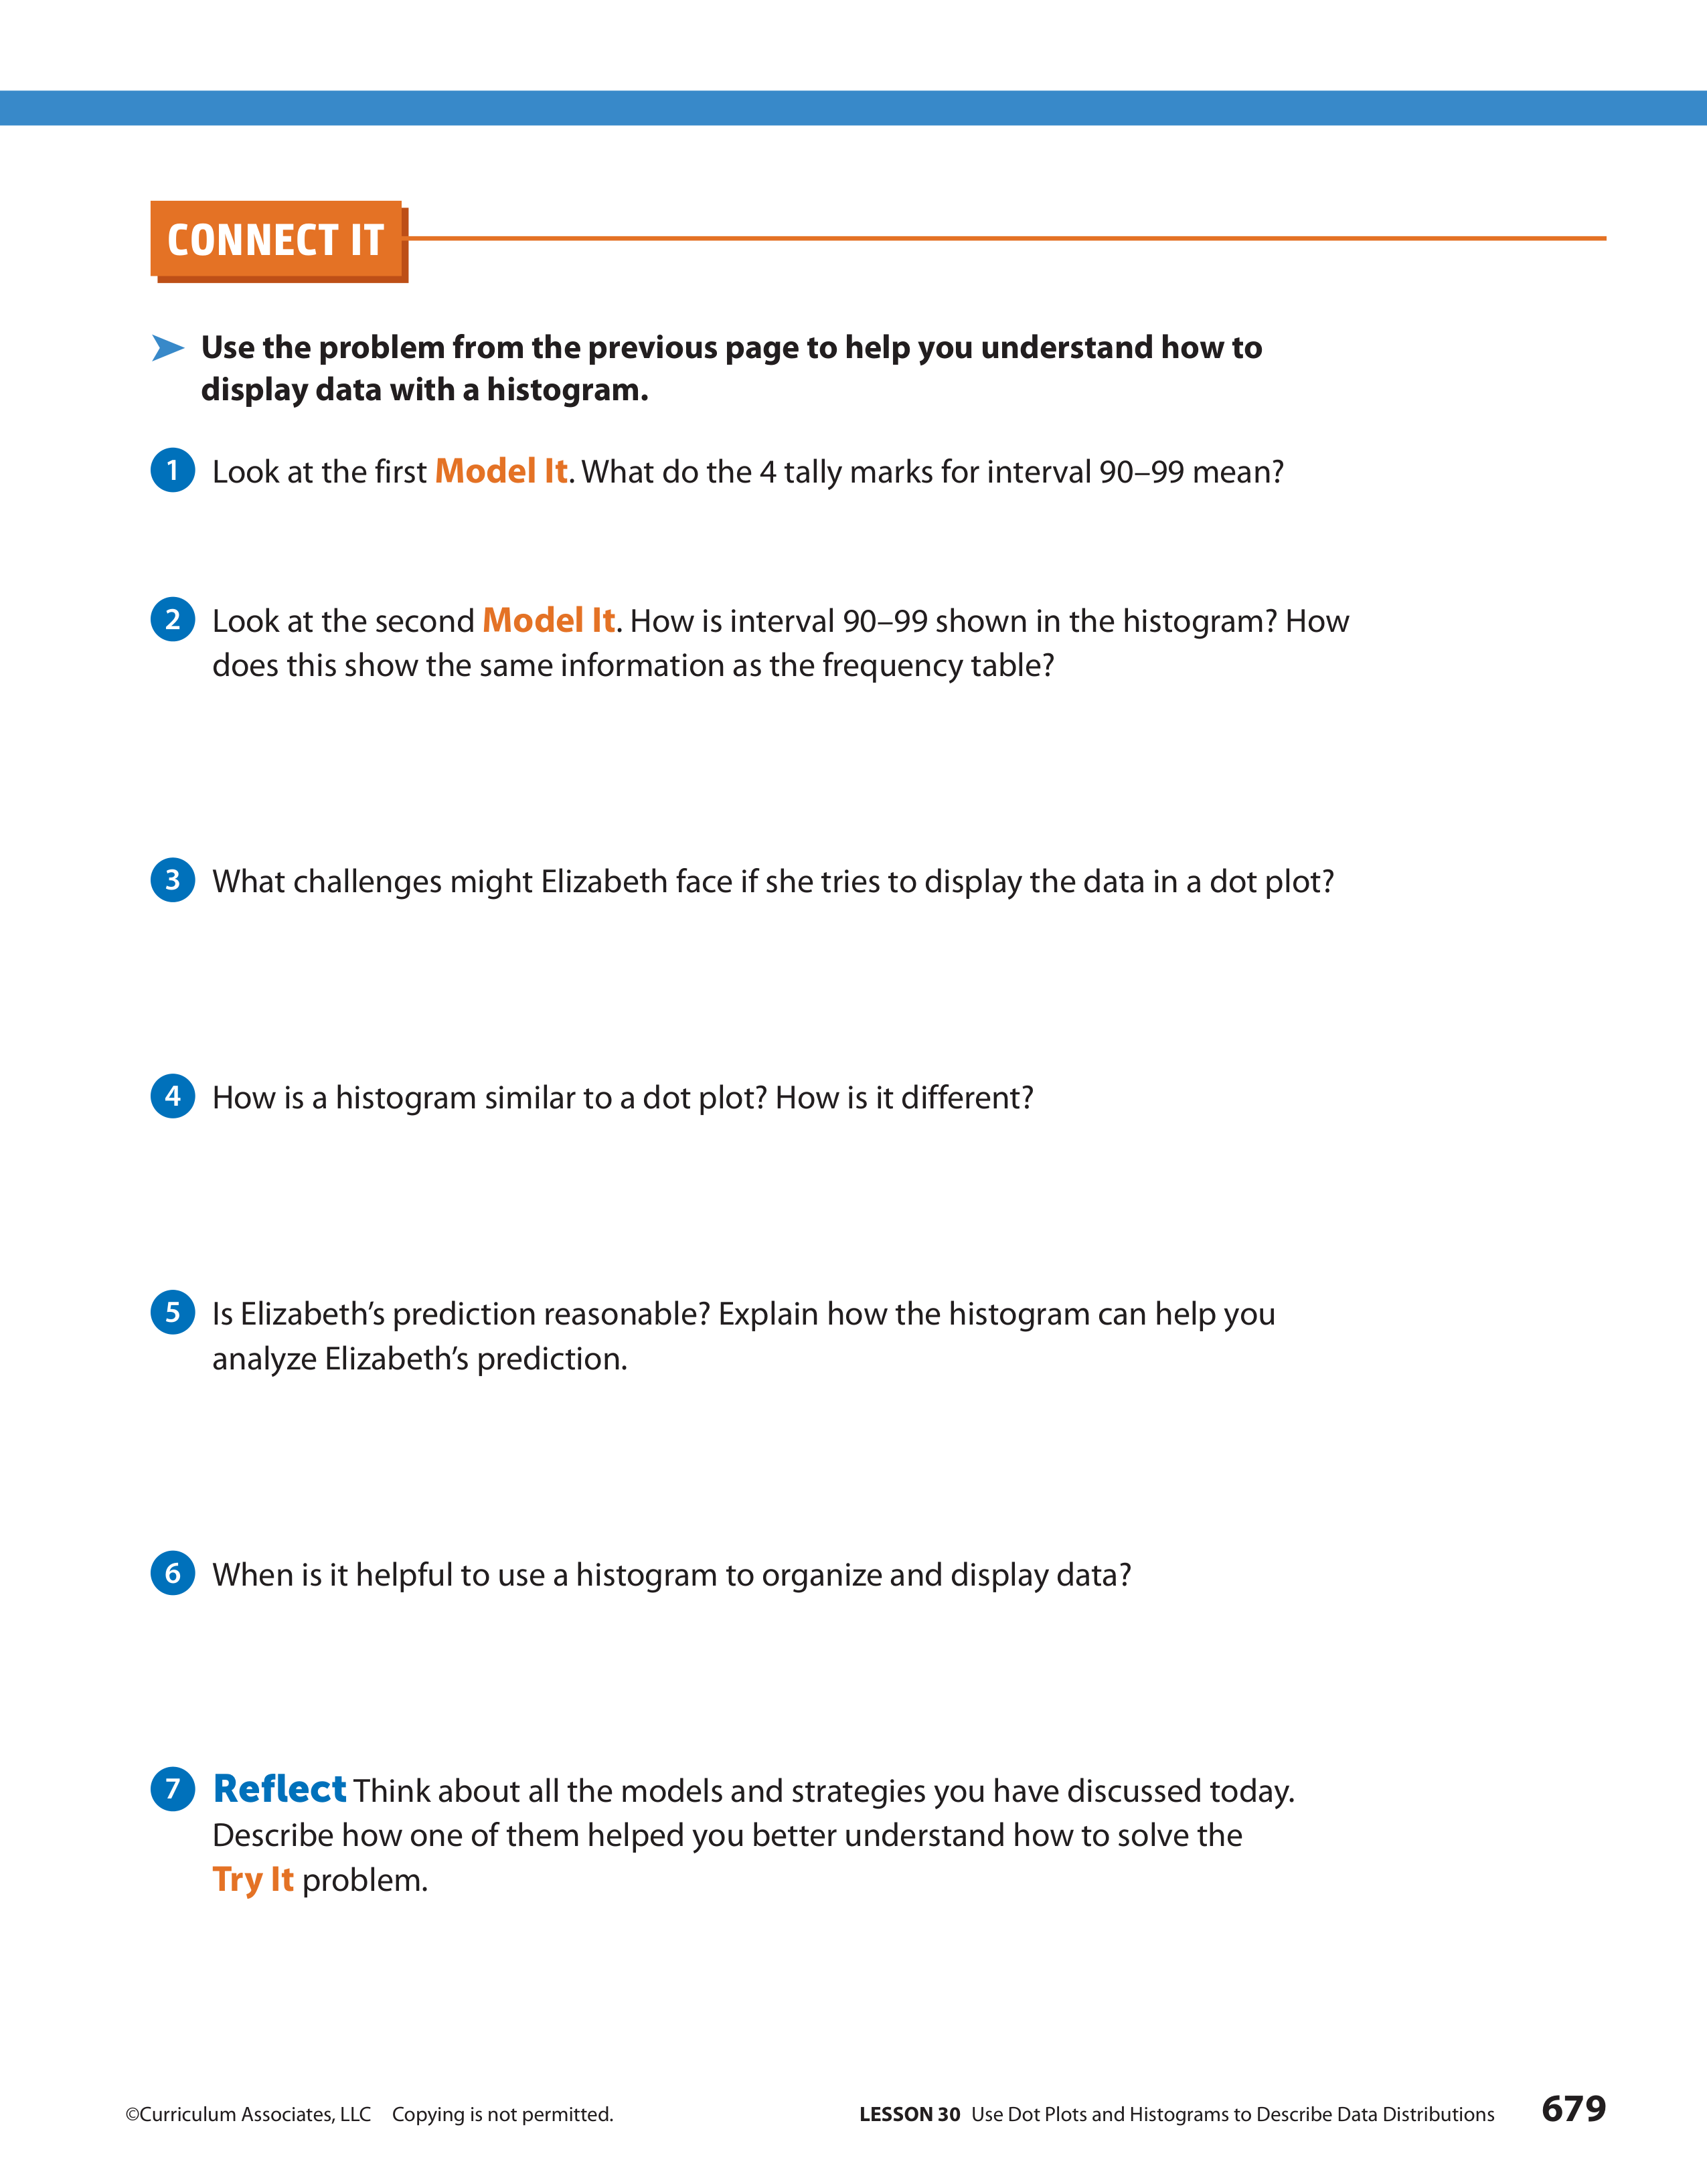 CONNECT IT
Use the problem from the previous page to help you understand how to
display data with a histogram.
1 Look at the first Model It. What do the 4 tally marks for interval 90–99 mean?
2 Look at the second Model It. How is interval 90–99 shown in the histogram? How
does this show the same information as the frequency table?
3 What challenges might Elizabeth face if she tries to display the data in a dot plot?
4 How is a histogram similar to a dot plot? How is it different?
5 Is Elizabeth’s prediction reasonable? Explain how the histogram can help you
analyze Elizabeth’s prediction.
6 When is it helpful to use a histogram to organize and display data?
7 Reflect Think about all the models and strategies you have discussed today.
Describe how one of them helped you better understand how to solve the
Try It problem.
©Curriculum Associates, LLC Copying is not permitted. LESSON 30 Use Dot Plots and Histograms to Describe Data Distributions 679